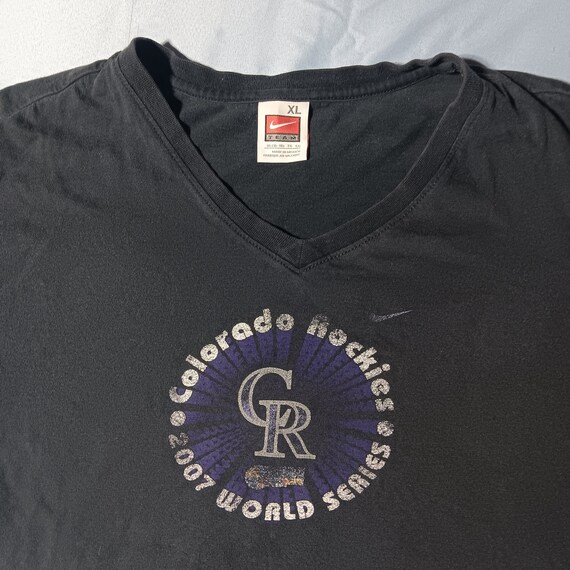 XL
TEAM
Colorado Rockies
CR
2007 WORLD SERIES